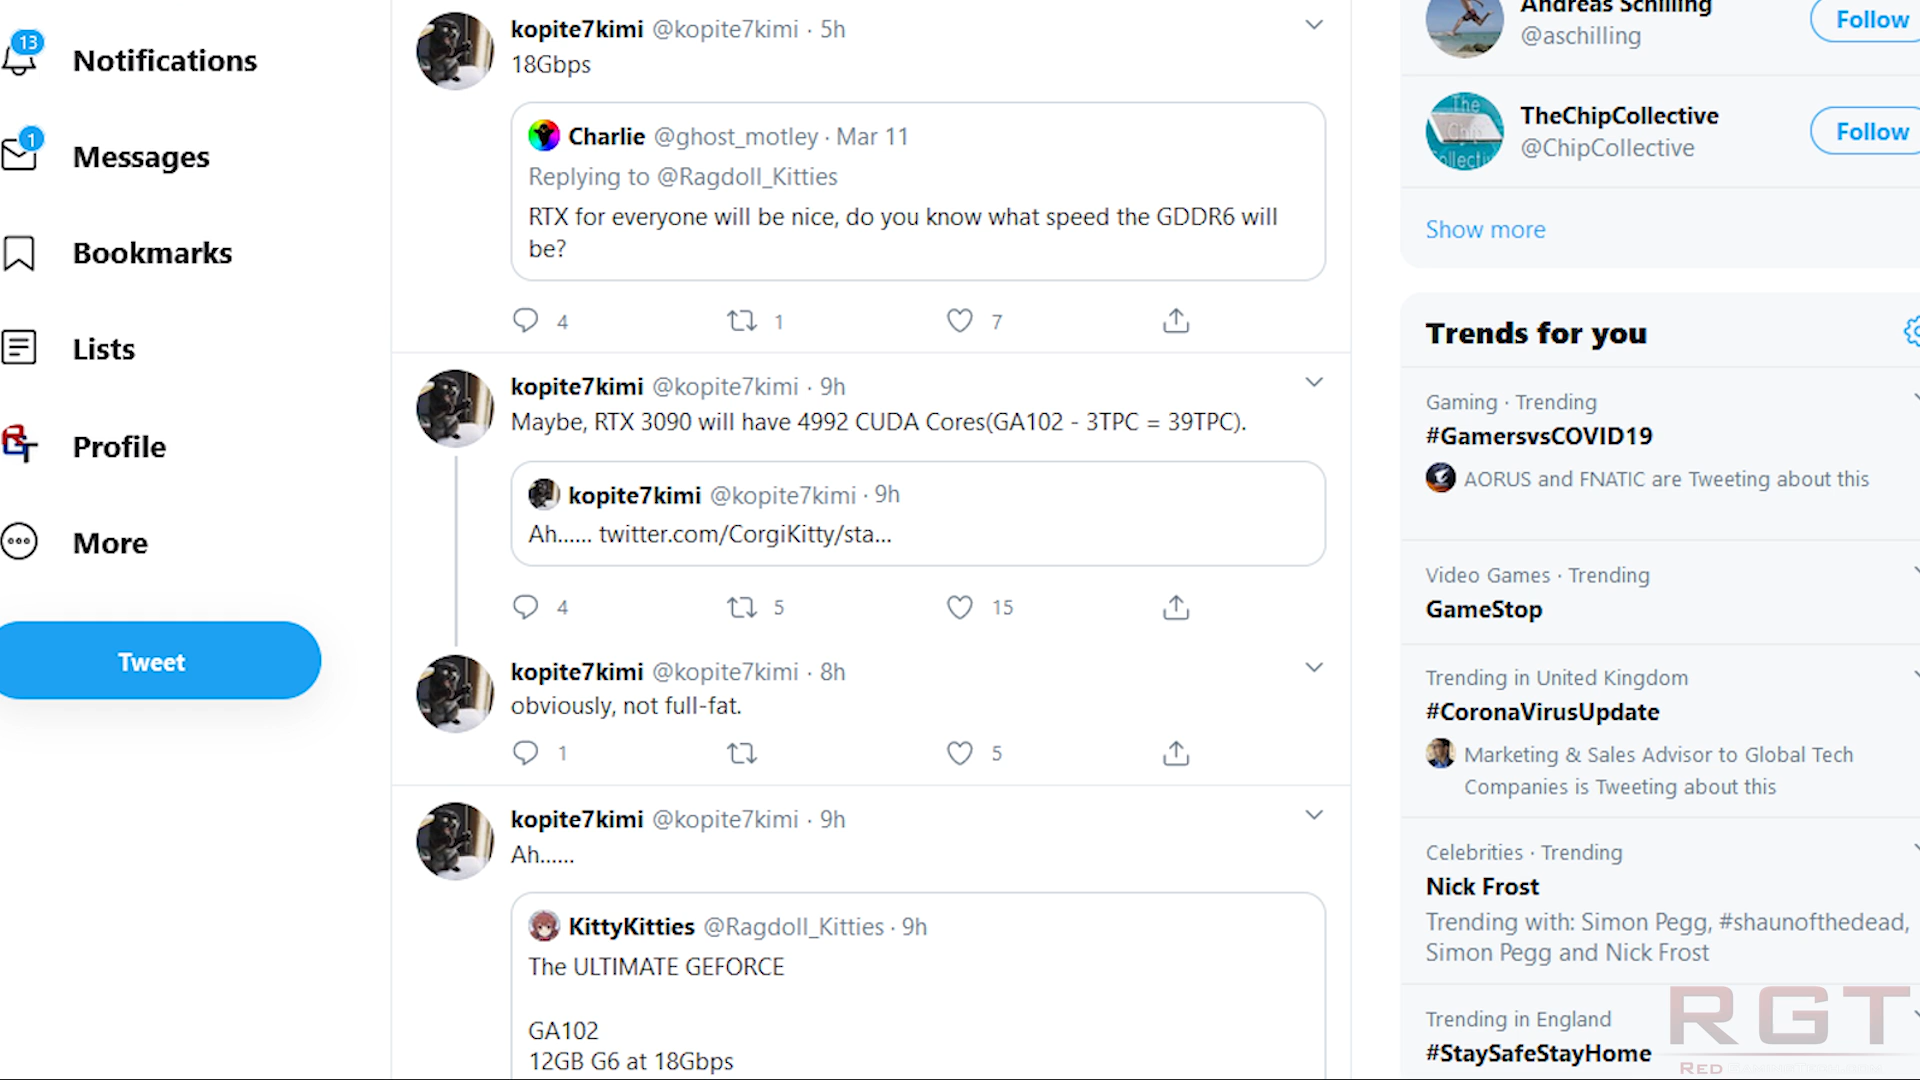 13
Notifications
1
Messages
Bookmarks
Lists
Profile
More
Tweet
kopite7kimi @kopite7kimi · 5h
18Gbps
Charlie @ghost_motley · Mar 11
Replying to @Ragdoll_Kitties
RTX for everyone will be nice, do you know what speed the GDDR6 will
be?
4 1 7
kopite7kimi @kopite7kimi · 9h
Maybe, RTX 3090 will have 4992 CUDA Cores(GA102 - 3TPC = 39TPC).
kopite7kimi @kopite7kimi · 9h
Ah...... twitter.com/CorgiKitty/sta...
4 5 15
kopite7kimi @kopite7kimi · 8h
obviously, not full-fat.
1 5
kopite7kimi @kopite7kimi · 9h
Ah......
KittyKitties @Ragdoll_Kitties · 9h
The ULTIMATE GEFORCE
GA102
12GB G6 at 18Gbps
Andreas Schilling
@aschilling
Follow
The Chip Collective
TheChipCollective
@ChipCollective
Follow
Show more
Trends for you
Gaming · Trending
#GamersvsCOVID19
AORUS and FNATIC are Tweeting about this
Video Games · Trending
GameStop
Trending in United Kingdom
#CoronaVirusUpdate
Marketing & Sales Advisor to Global Tech
Companies is Tweeting about this
Celebrities · Trending
Nick Frost
Trending with: Simon Pegg, #shaunofthedead,
Simon Pegg and Nick Frost
Trending in England
#StaySafeStayHome
RGT
RED